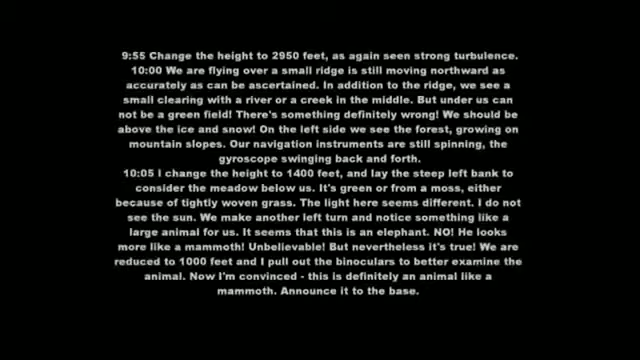 9:55 Change the height to 2950 feet, as again seen strong turbulence.
10:00 We are flying over a small ridge is still moving northward as
accurately as can be ascertained. In addition to the ridge, we see a
small clearing with a river or a creek in the middle. But under us can
not be a green field! There's something definitely wrong! We should be
above the ice and snow! On the left side we see the forest, growing on
mountain slopes. Our navigation instruments are still spinning, the
gyroscope swinging back and forth.
10:05 I change the height to 1400 feet, and lay the steep left bank to
consider the meadow below us. It's green or from a moss, either
because of tightly woven grass. The light here seems different. I do not
see the sun. We make another left turn and notice something like a
large animal for us. It seems that this is an elephant. NO! He looks
more like a mammoth! Unbelievable! But nevertheless it's true! We are
reduced to 1000 feet and I pull out the binoculars to better examine the
animal. Now I'm convinced - this is definitely an animal like a
mammoth. Announce it to the base.